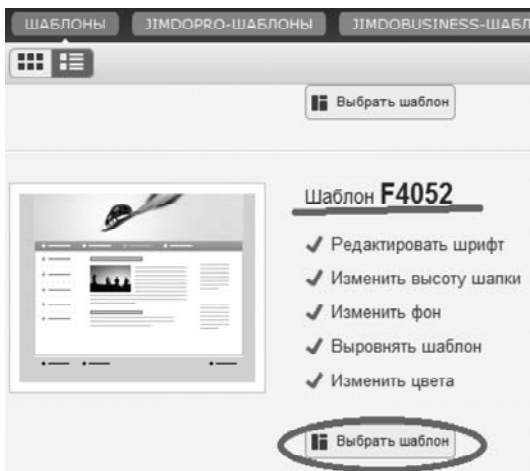 ШАБЛОНЫ JIMDOPRO-ШАБЛОНЫ JIMDOBUSINESS-ШАБЛ
Выбрать шаблон
Шаблон F4052
Редактировать шрифт
Изменить высоту шапки
Изменить фон
Выровнять шаблон
Изменить цвета
Выбрать шаблон